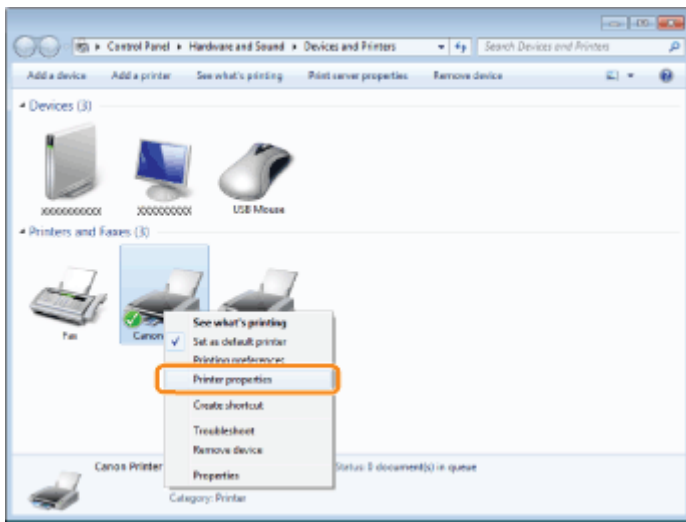 Control Panel ▸ Hardware and Sound ▸ Devices and Printers
Search Devices and Printers
Add a device Add a printer See what's printing Print server properties Remove device
Devices (3)
XXXXXXXXXX XXXXXXXXX USB Mouse
Printers and Faxes (3)
Fax Canon
See what's printing
Set as default printer
Printing preferences
Printer properties
Create shortcut
Troubleshoot
Remove device
Properties
Canon Printer Status: 0 document(s) in queue
Category: Printer